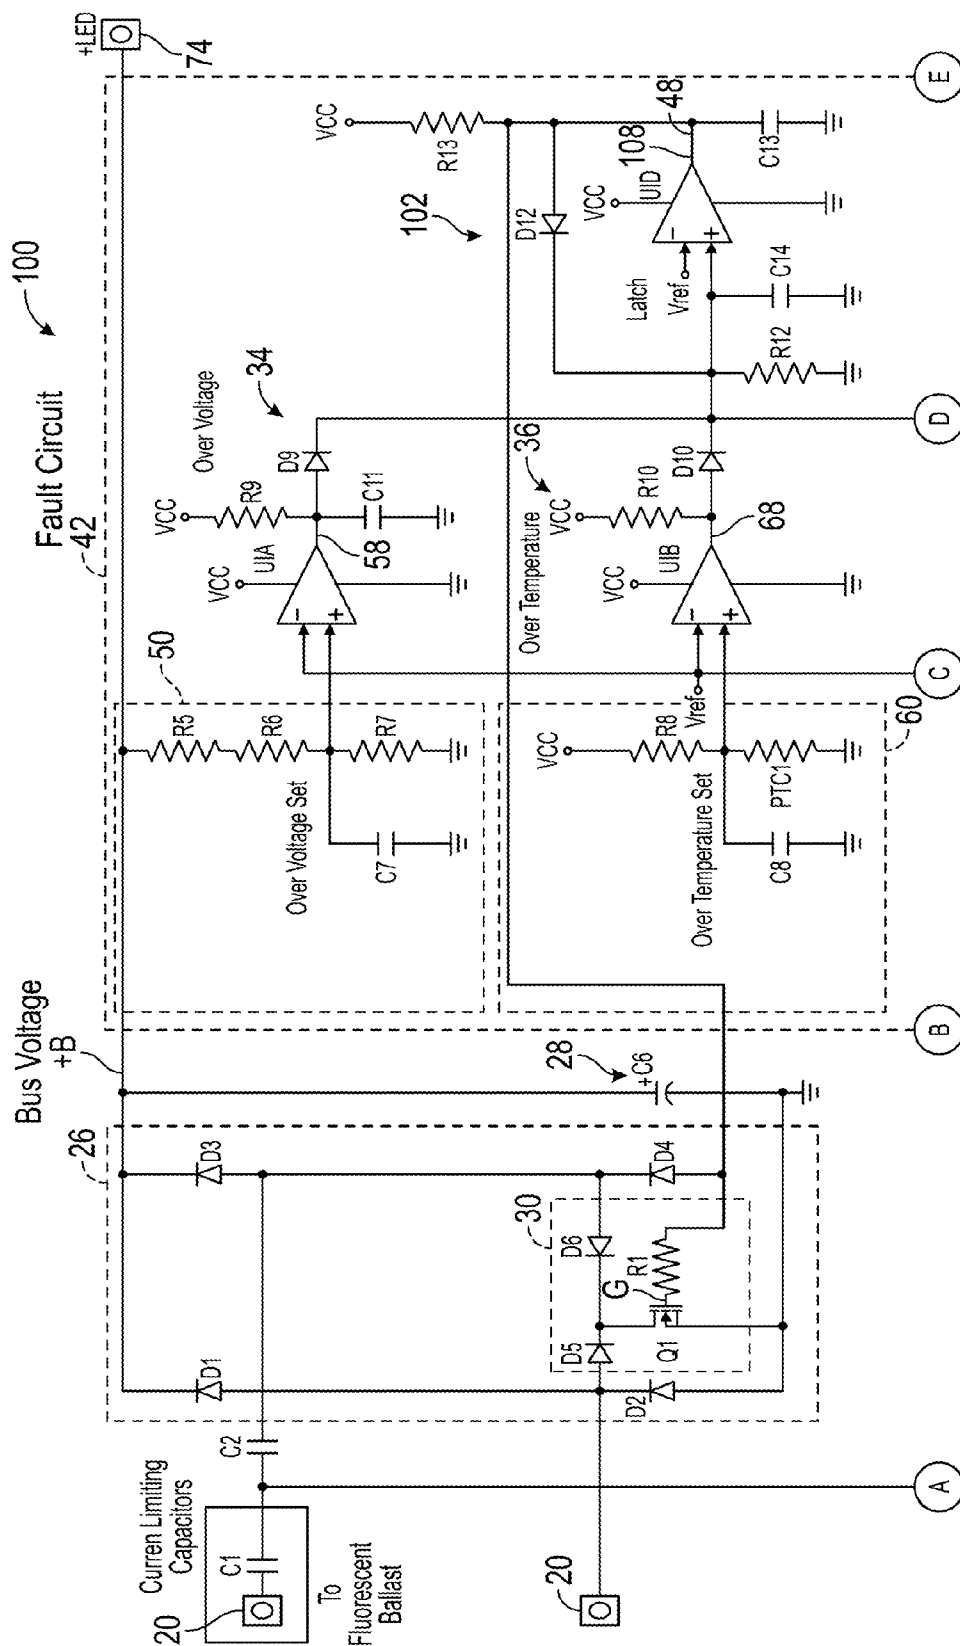 +LED
74
100
Fault Circuit
42
Bus Voltage
+B
26
50
R5
R6
R7
C7
Over Voltage Set
VCC
R9
VCC
UIA
58
C11
D9
Over Voltage
34
VCC
R13
102
D12
VCC
UID
108
48
C13
Latch
Vref
C14
R12
Over Temperature
36
VCC
R10
VCC
UIB
68
D10
Vref
60
VCC
R8
PTC1
C8
Over Temperature Set
28
+C6
D3
D4
D1
D2
30
D6
D5
G
R1
Q1
C2
Curren Limiting
Capacitors
C1
20
To
Fluorescent
Ballast
20
A
B
C
D
E
-
+
-
+
-
+